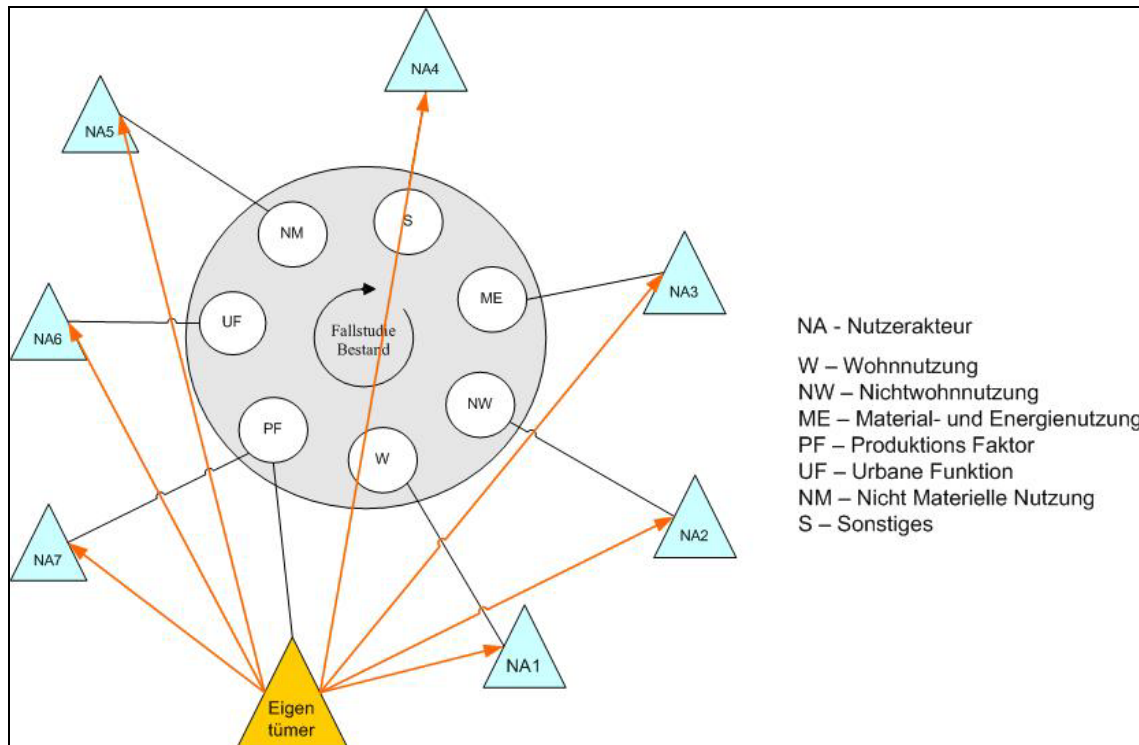 NA4
NA5
NM
S
NA3
ME
UF
Fallstudie
Bestand
NA6
NW
PF
W
NA2
NA7
NA1
Eigen
tümer
NA - Nutzerakteur
W – Wohnnutzung
NW – Nichtwohnnutzung
ME – Material- und Energienutzung
PF – Produktions Faktor
UF – Urbane Funktion
NM – Nicht Materielle Nutzung
S – Sonstiges